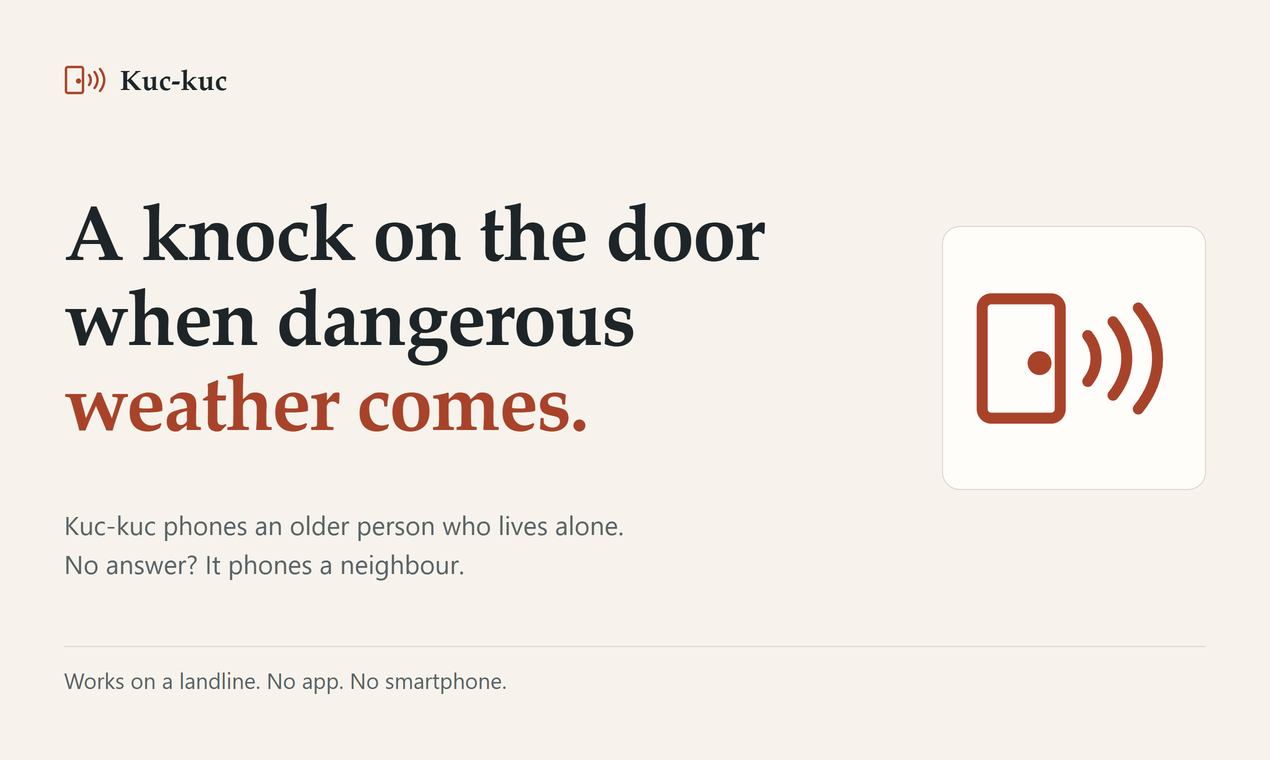 Kuc-kuc
A knock on the door
when dangerous
weather comes.
Kuc-kuc phones an older person who lives alone.
No answer? It phones a neighbour.
Works on a landline. No app. No smartphone.